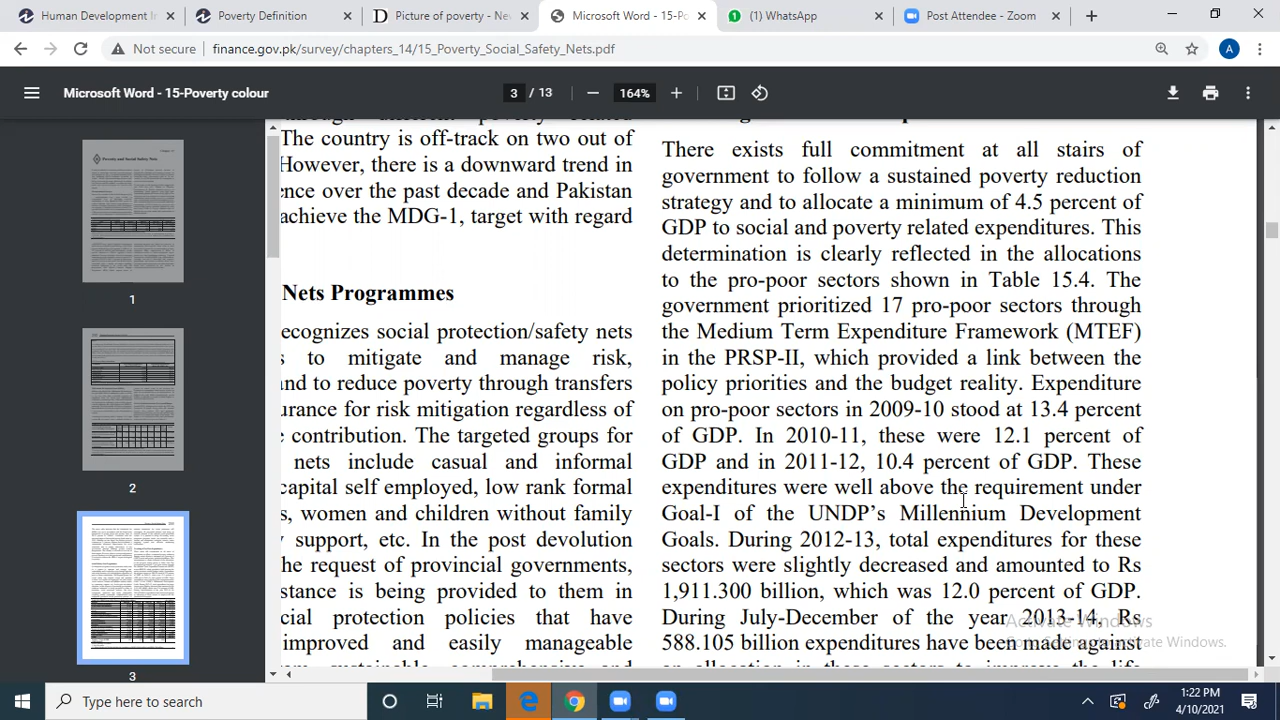 Human Development In
Poverty Definition
Picture of poverty - Ne
Microsoft Word - 15-Po
(1) WhatsApp
Post Attendee - Zoom
Not secure
finance.gov.pk/survey/chapters_14/15_Poverty_Social_Safety_Nets.pdf
A
Microsoft Word - 15-Poverty colour
3 / 13
164%
1
2
3
The country is off-track on two out of
However, there is a downward trend in
ence over the past decade and Pakistan
achieve the MDG-1, target with regard
Nets Programmes
recognizes social protection/safety nets
s to mitigate and manage risk,
and to reduce poverty through transfers
urance for risk mitigation regardless of
contribution. The targeted groups for
nets include casual and informal
capital self employed, low rank formal
s, women and children without family
support, etc. In the post devolution
he request of provincial governments,
stance is being provided to them in
cial protection policies that have
improved and easily manageable
There exists full commitment at all stairs of
government to follow a sustained poverty reduction
strategy and to allocate a minimum of 4.5 percent of
GDP to social and poverty related expenditures. This
determination is clearly reflected in the allocations
to the pro-poor sectors shown in Table 15.4. The
government prioritized 17 pro-poor sectors through
the Medium Term Expenditure Framework (MTEF)
in the PRSP-II, which provided a link between the
policy priorities and the budget reality. Expenditure
on pro-poor sectors in 2009-10 stood at 13.4 percent
of GDP. In 2010-11, these were 12.1 percent of
GDP and in 2011-12, 10.4 percent of GDP. These
expenditures were well above the requirement under
Goal-I of the UNDP's Millennium Development
Goals. During 2012-13, total expenditures for these
sectors were slightly decreased and amounted to Rs
1,911.300 billion, which was 12.0 percent of GDP.
During July-December of the year 2013-14, Rs
588.105 billion expenditures have been made against
an allocation in these sectors to improve the life
Activate Windows
Type here to search
1:22 PM
4/10/2021